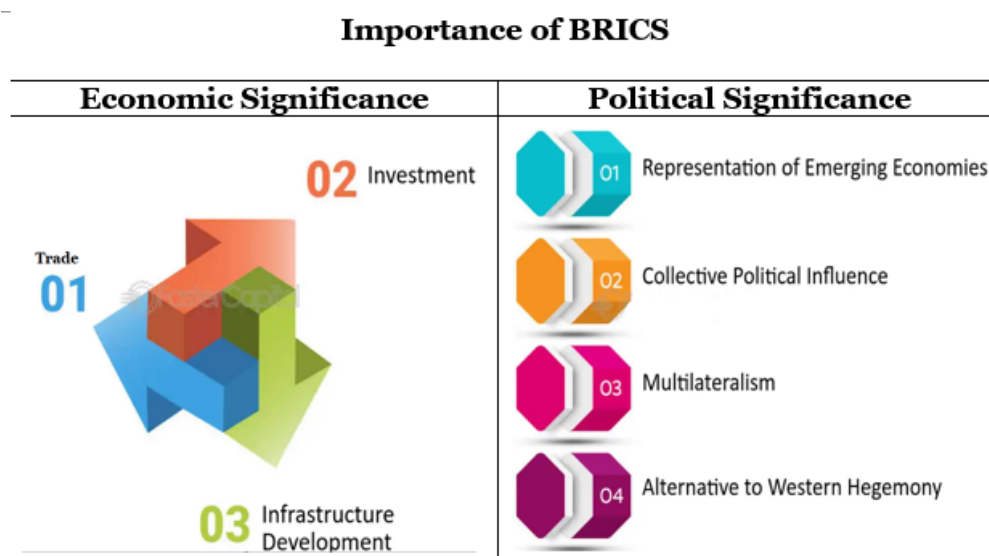 Importance of BRICS
Economic Significance
Political Significance
02 Investment
Trade
01
03 Infrastructure
Development
01 Representation of Emerging Economies
02 Collective Political Influence
03 Multilateralism
04 Alternative to Western Hegemony